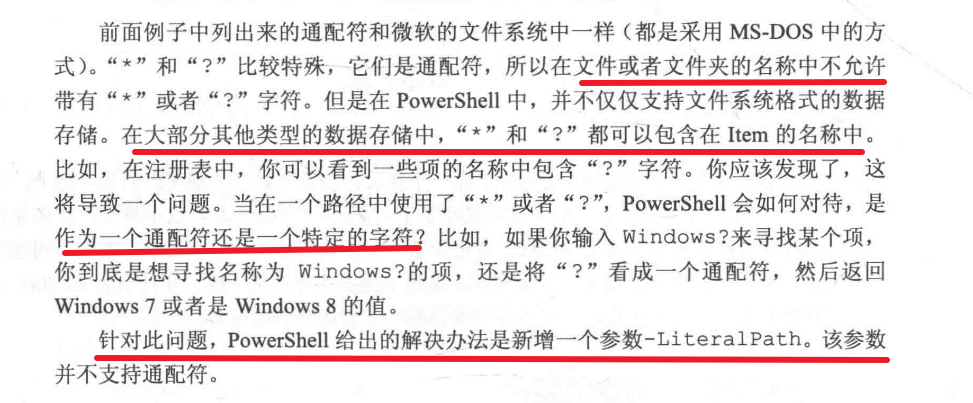 前面例子中列出来的通配符和微软的文件系统中一样（都是采用 MS-DOS 中的方
式）。“*”和“?”比较特殊，它们是通配符，所以在文件或者文件夹的名称中不允许
带有“*”或者“?”字符。但是在 PowerShell 中，并不仅仅支持文件系统格式的数据
存储。在大部分其他类型的数据存储中，“*”和“?”都可以包含在 Item 的名称中。
比如，在注册表中，你可以看到一些项的名称中包含“?”字符。你应该发现了，这
将导致一个问题。当在一个路径中使用了“*”或者“?”，PowerShell 会如何对待，是
作为一个通配符还是一个特定的字符？比如，如果你输入 Windows?来寻找某个项，
你到底是想寻找名称为 Windows?的项，还是将“?”看成一个通配符，然后返回
Windows 7 或者是 Windows 8 的值。
针对此问题，PowerShell 给出的解决办法是新增一个参数-LiteralPath。该参数
并不支持通配符。